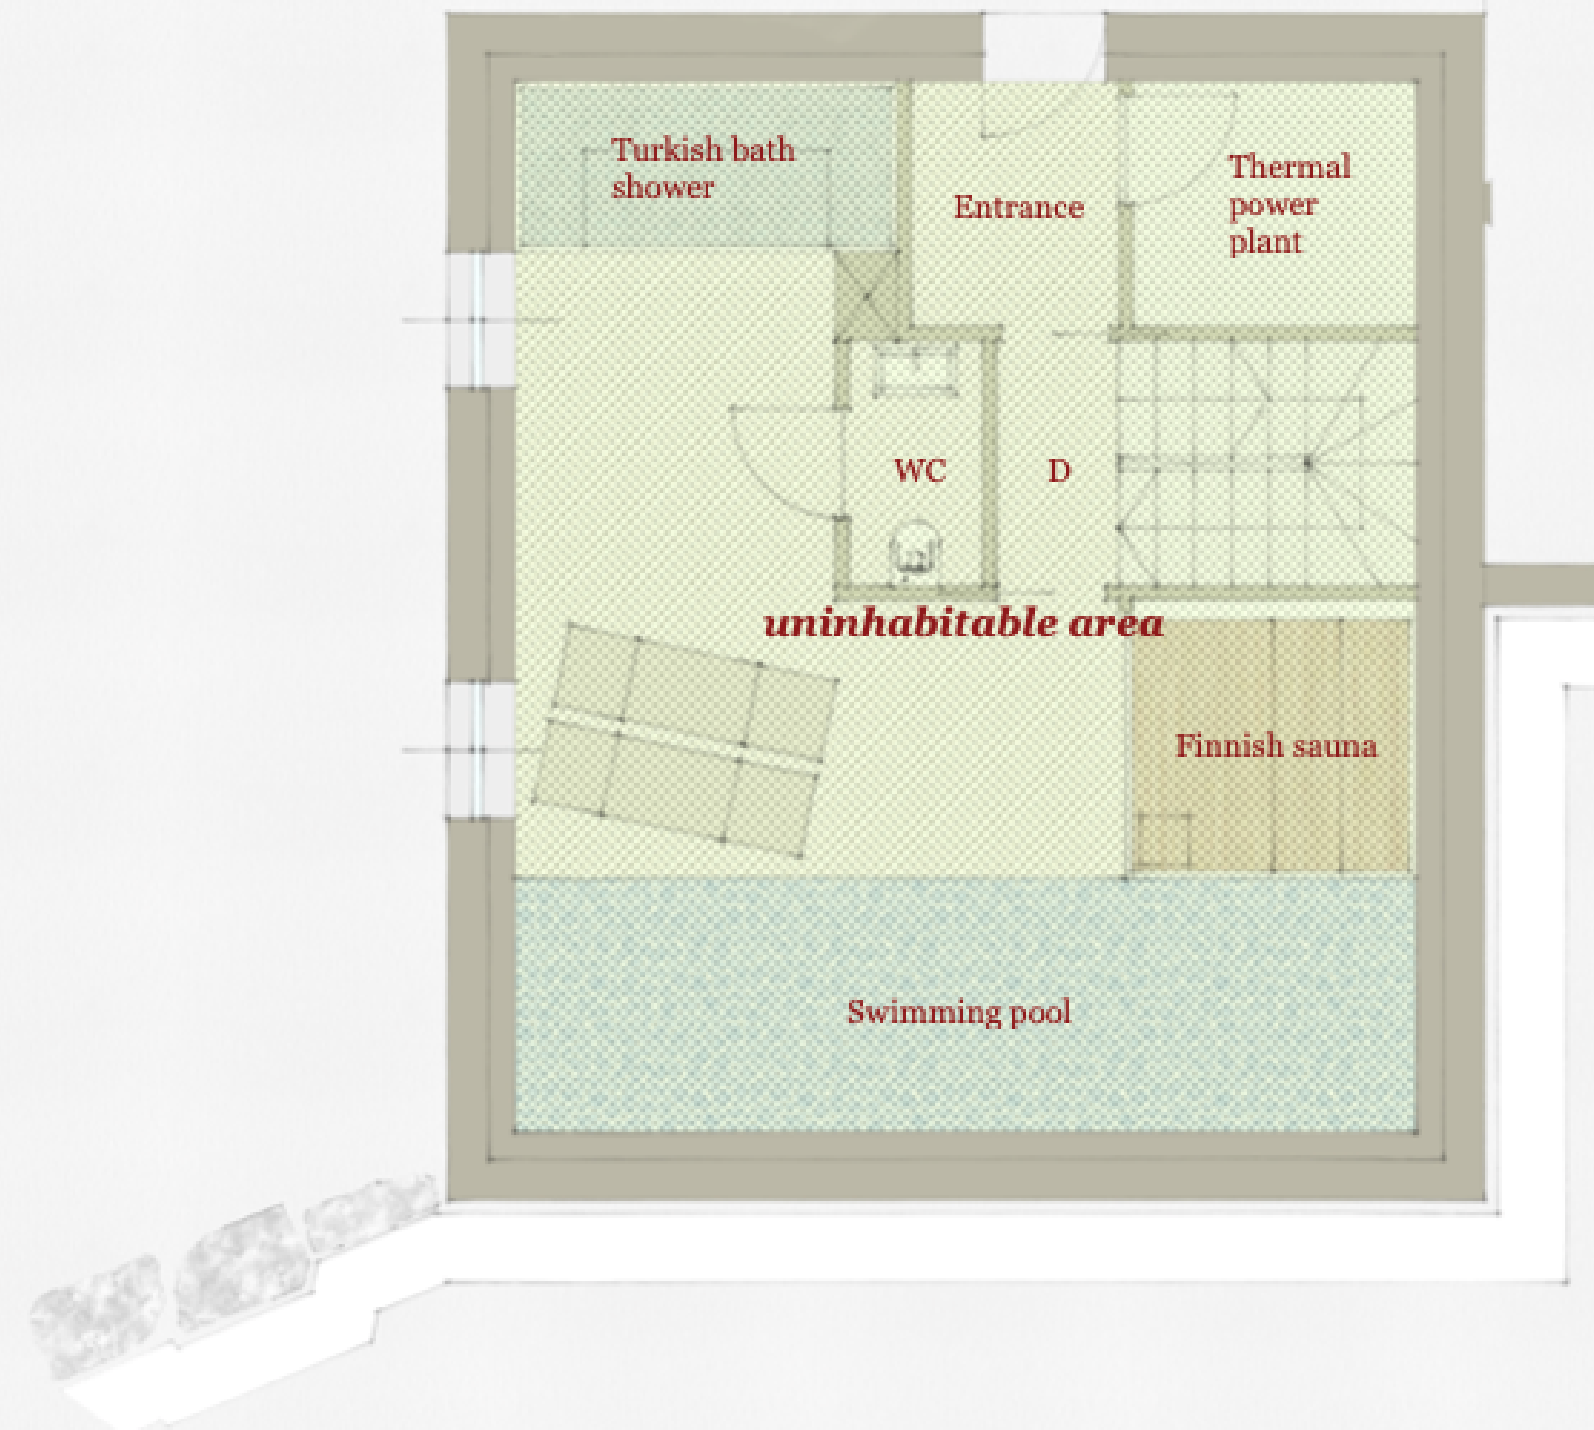 Turkish bath
shower
Entrance
Thermal
power
plant
WC
D
uninhabitable area
Finnish sauna
Swimming pool